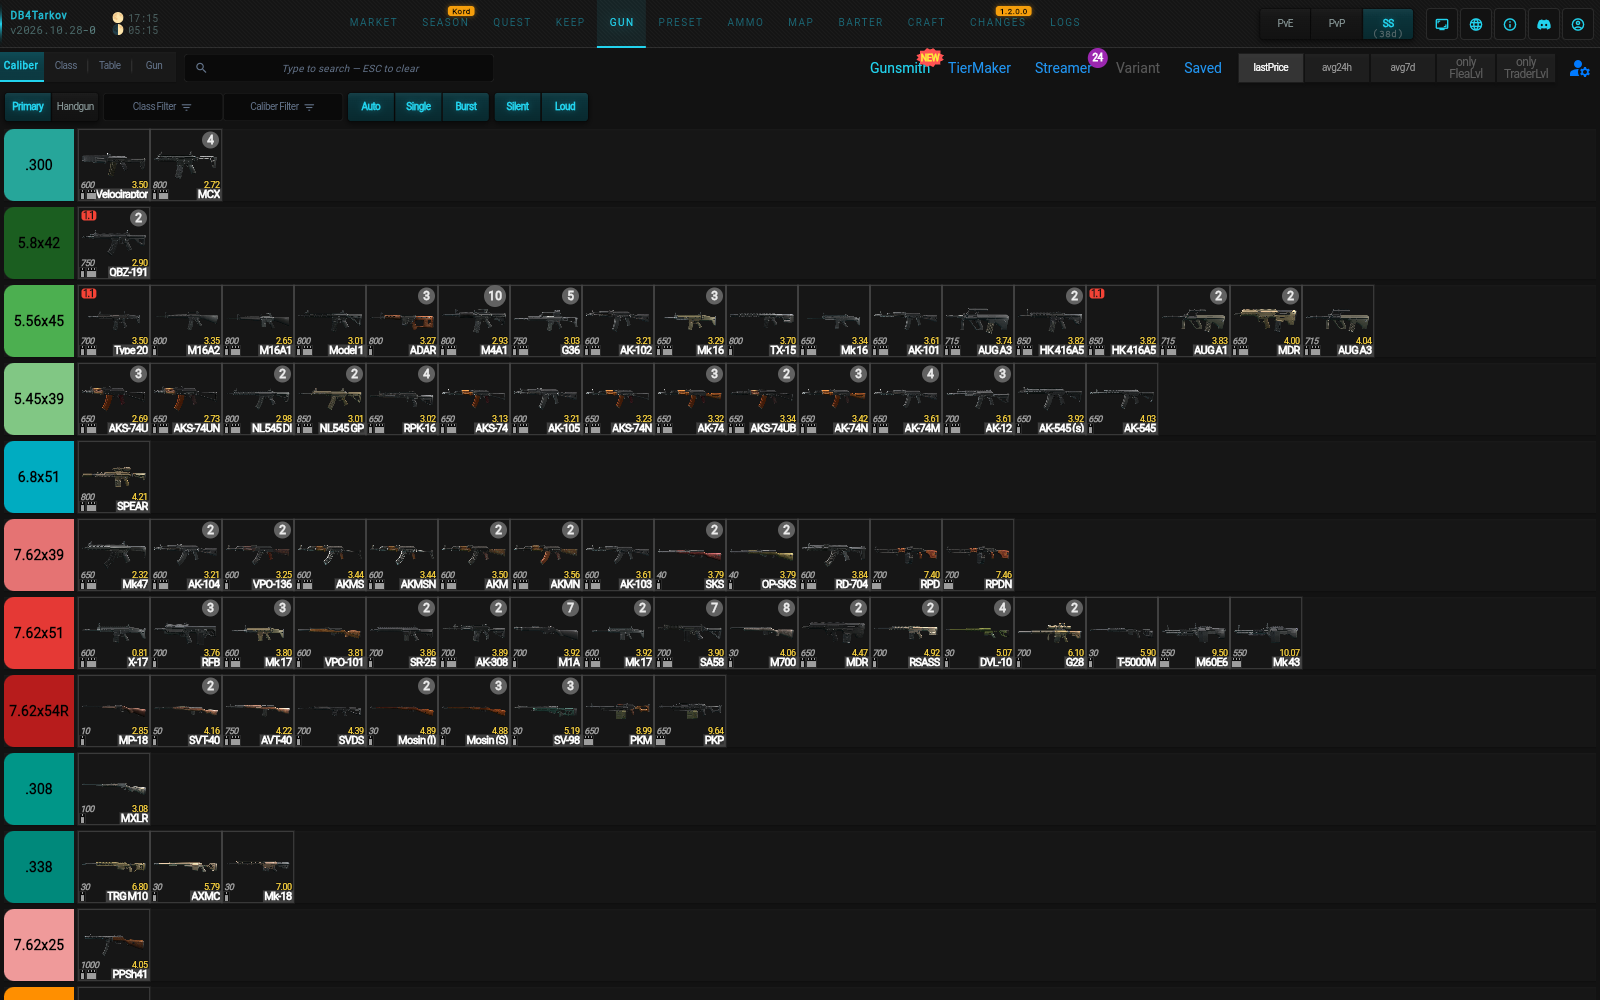 DB4Tarkov
v2026.10.28-0
17:15
05:15
MARKET
SEASON
Kord
QUEST
KEEP
GUN
PRESET
AMMO
MAP
BARTER
CRAFT
CHANGES
1.2.0.0
LOGS
PvE
PvP
SS
(38d)
Caliber
Class
Table
Gun
Type to search — ESC to clear
Gunsmith
NEW
TierMaker
Streamer
24
Variant
Saved
lastPrice
avg24h
avg7d
only
FleaLvl
only
TraderLvl
Primary
Handgun
Class Filter
Caliber Filter
Auto
Single
Burst
Silent
Loud
.300
600 3.50 Velociraptor
4 800 2.72 MCX
5.8x42
1.1 2 750 2.90 QBZ-191
5.56x45
1.1 700 3.50 Type 20
800 3.35 M16A2
800 2.65 M16A1
800 3.01 Model 1
3 800 3.27 ADAR
10 800 2.93 M4A1
5 750 3.03 G36
600 3.21 AK-102
3 650 3.29 Mk 16
800 3.70 TX-15
650 3.34 Mk 16
650 3.61 AK-101
715 3.74 AUG A3
2 850 3.82 HK 416A5
1.1 850 3.82 HK 416A5
2 715 3.83 AUG A1
2 650 4.00 MDR
715 4.04 AUG A3
5.45x39
3 650 2.69 AKS-74U
650 2.73 AKS-74UN
2 800 2.98 NL545 DI
2 850 3.01 NL545 GP
4 650 3.02 RPK-16
650 3.13 AKS-74
600 3.21 AK-105
650 3.23 AKS-74N
3 650 3.32 AK-74
2 650 3.34 AKS-74UB
3 650 3.42 AK-74N
4 650 3.61 AK-74M
3 700 3.61 AK-12
650 3.92 AK-545 (s)
650 4.03 AK-545
6.8x51
800 4.21 SPEAR
7.62x39
650 2.32 Mk47
2 600 3.21 AK-104
2 600 3.25 VPO-136
600 3.44 AKMS
600 3.44 AKMSN
2 600 3.50 AKM
2 600 3.56 AKMN
600 3.61 AK-103
2 40 3.79 SKS
2 40 3.79 OP-SKS
600 3.84 RD-704
700 7.40 RPD
700 7.46 RPDN
7.62x51
600 0.81 X-17
3 700 3.76 RFB
3 600 3.80 Mk 17
600 3.81 VPO-101
2 700 3.86 SR-25
2 700 3.89 AK-308
7 700 3.92 M1A
2 600 3.92 Mk 17
7 700 3.90 SA58
8 30 4.06 M700
2 650 4.47 MDR
2 700 4.92 RSASS
4 30 5.07 DVL-10
2 700 6.10 G28
30 5.90 T-5000M
550 9.50 M60E6
550 10.07 Mk 43
7.62x54R
10 2.85 MP-18
2 50 4.16 SVT-40
750 4.22 AVT-40
700 4.39 SVDS
2 30 4.89 Mosin (I)
3 30 4.88 Mosin (S)
3 30 5.19 SV-98
650 8.99 PKM
650 9.64 PKP
.308
100 3.08 MXLR
.338
30 6.80 TRG M10
30 5.79 AXMC
30 7.00 Mk-18
7.62x25
1000 4.05 PPSh41